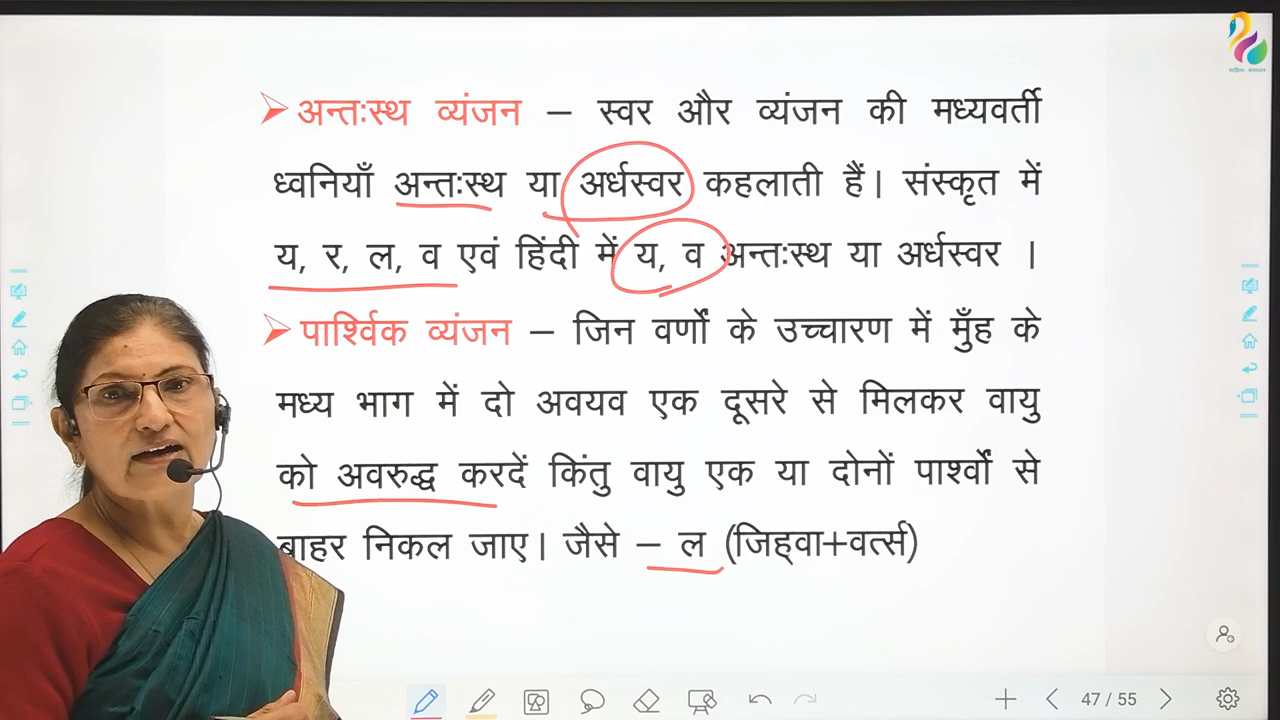 अन्तःस्थ व्यंजन – स्वर और व्यंजन की मध्यवर्ती
ध्वनियाँ अन्तःस्थ या अर्धस्वर कहलाती हैं। संस्कृत में
य, र, ल, व एवं हिंदी में य, व अन्तःस्थ या अर्धस्वर ।
पार्श्विक व्यंजन – जिन वर्णों के उच्चारण में मुँह के
मध्य भाग में दो अवयव एक दूसरे से मिलकर वायु
को अवरुद्ध करदें किंतु वायु एक या दोनों पार्श्वों से
बाहर निकल जाए। जैसे – ल (जिह्वा+वर्त्स)
47 / 55